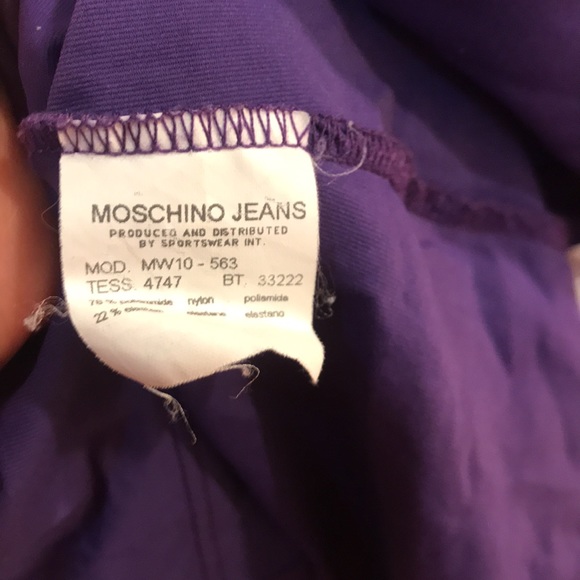 MOSCHINO JEANS
PRODUCED AND DISTRIBUTED
BY SPORTSWEAR INT.
MOD. MW10 - 563
TESS. 4747 BT. 33222
% nylon poliamida
22 % elastano